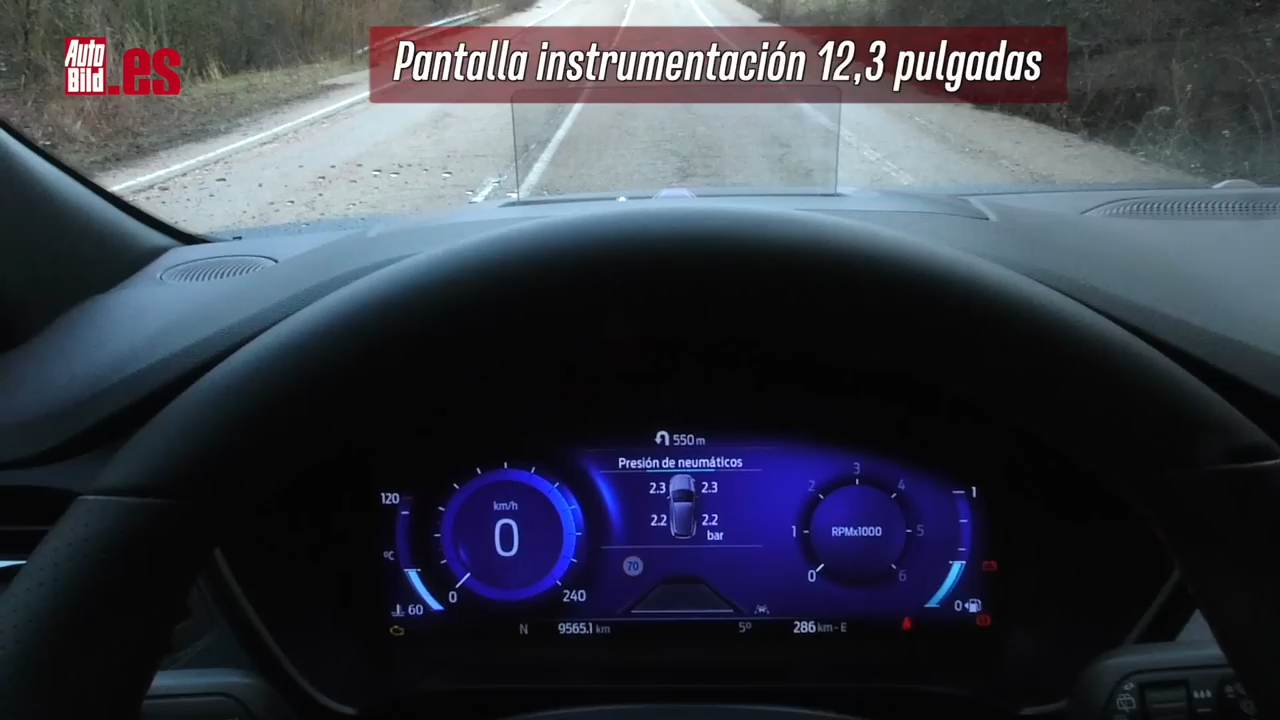 Auto
Bild
.es
Pantalla instrumentación 12,3 pulgadas
550 m
Presión de neumáticos
2.3 2.3
2.2 2.2
bar
120
°C
60
km/h
0
0 240
70
0 1 2 3 4 5 6
RPMx1000
1
0
N 9565.1 km 5° 286 km - E